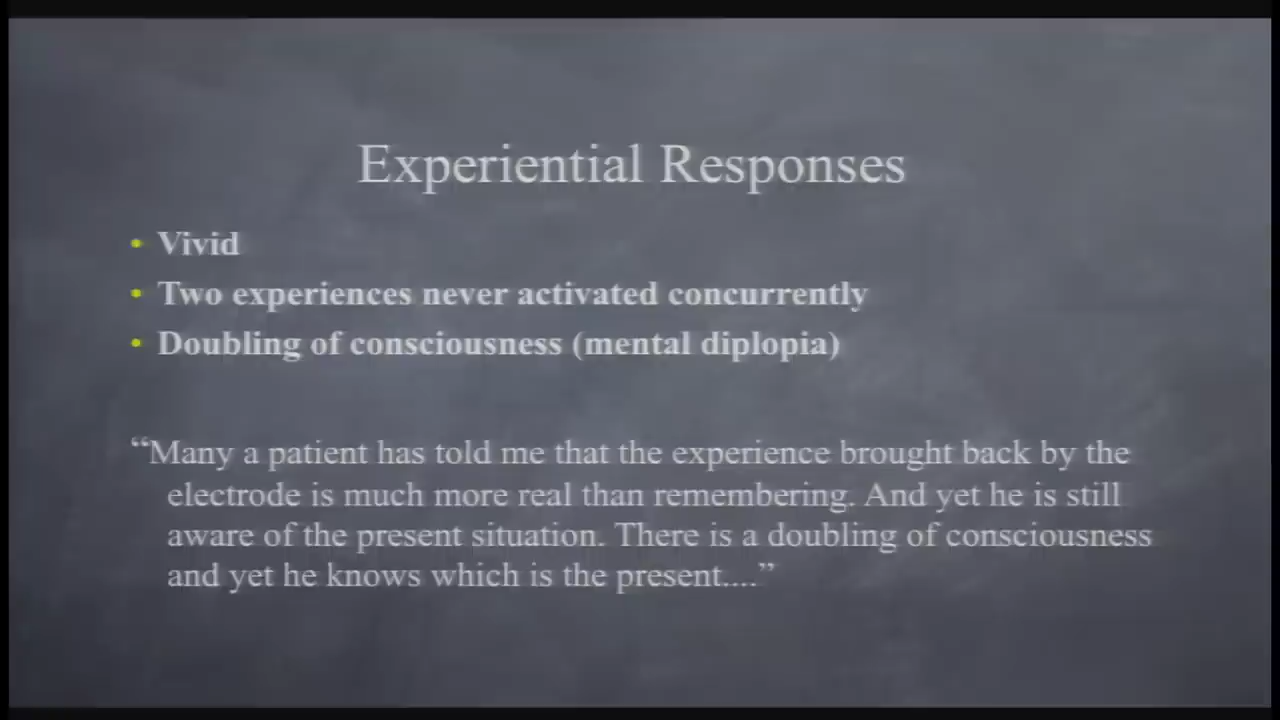 Experiential Responses
• Vivid
• Two experiences never activated concurrently
• Doubling of consciousness (mental diplopia)
“Many a patient has told me that the experience brought back by the
electrode is much more real than remembering. And yet he is still
aware of the present situation. There is a doubling of consciousness
and yet he knows which is the present....”